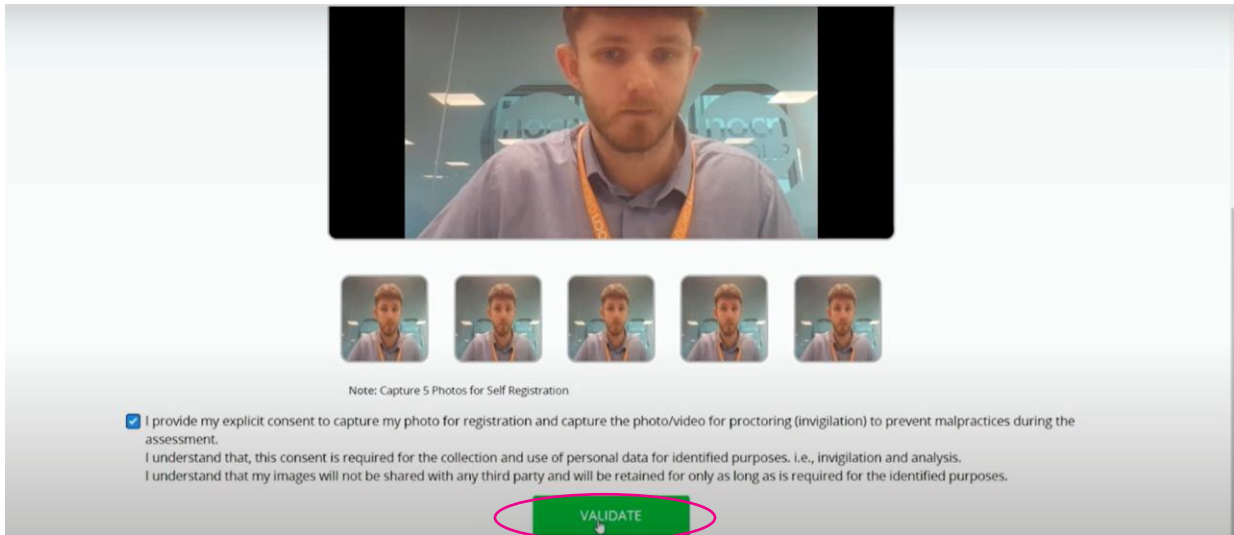 nocn
Note: Capture 5 Photos for Self Registration
I provide my explicit consent to capture my photo for registration and capture the photo/video for proctoring (invigilation) to prevent malpractices during the
assessment.
I understand that, this consent is required for the collection and use of personal data for identified purposes. i.e., invigilation and analysis.
I understand that my images will not be shared with any third party and will be retained for only as long as is required for the identified purposes.
VALIDATE